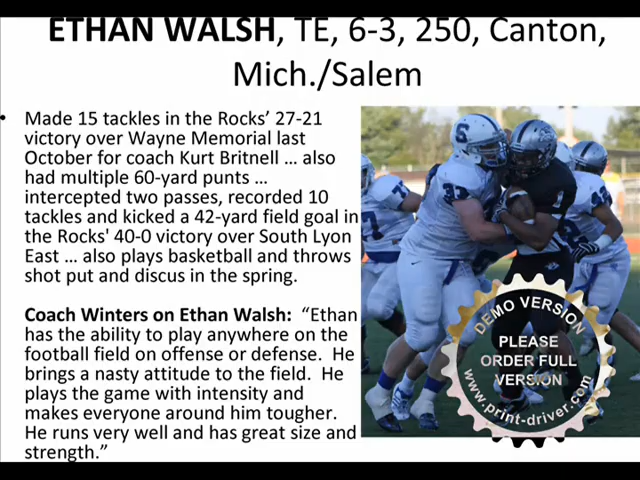 ETHAN WALSH, TE, 6-3, 250, Canton,
Mich./Salem
• Made 15 tackles in the Rocks’ 27-21
victory over Wayne Memorial last
October for coach Kurt Britnell … also
had multiple 60-yard punts …
intercepted two passes, recorded 10
tackles and kicked a 42-yard field goal in
the Rocks' 40-0 victory over South Lyon
East … also plays basketball and throws
shot put and discus in the spring.
Coach Winters on Ethan Walsh: “Ethan
has the ability to play anywhere on the
football field on offense or defense. He
brings a nasty attitude to the field. He
plays the game with intensity and
makes everyone around him tougher.
He runs very well and has great size and
strength.”
S
DEMO VERSION
PLEASE
ORDER FULL
VERSION
www.print-driver.com